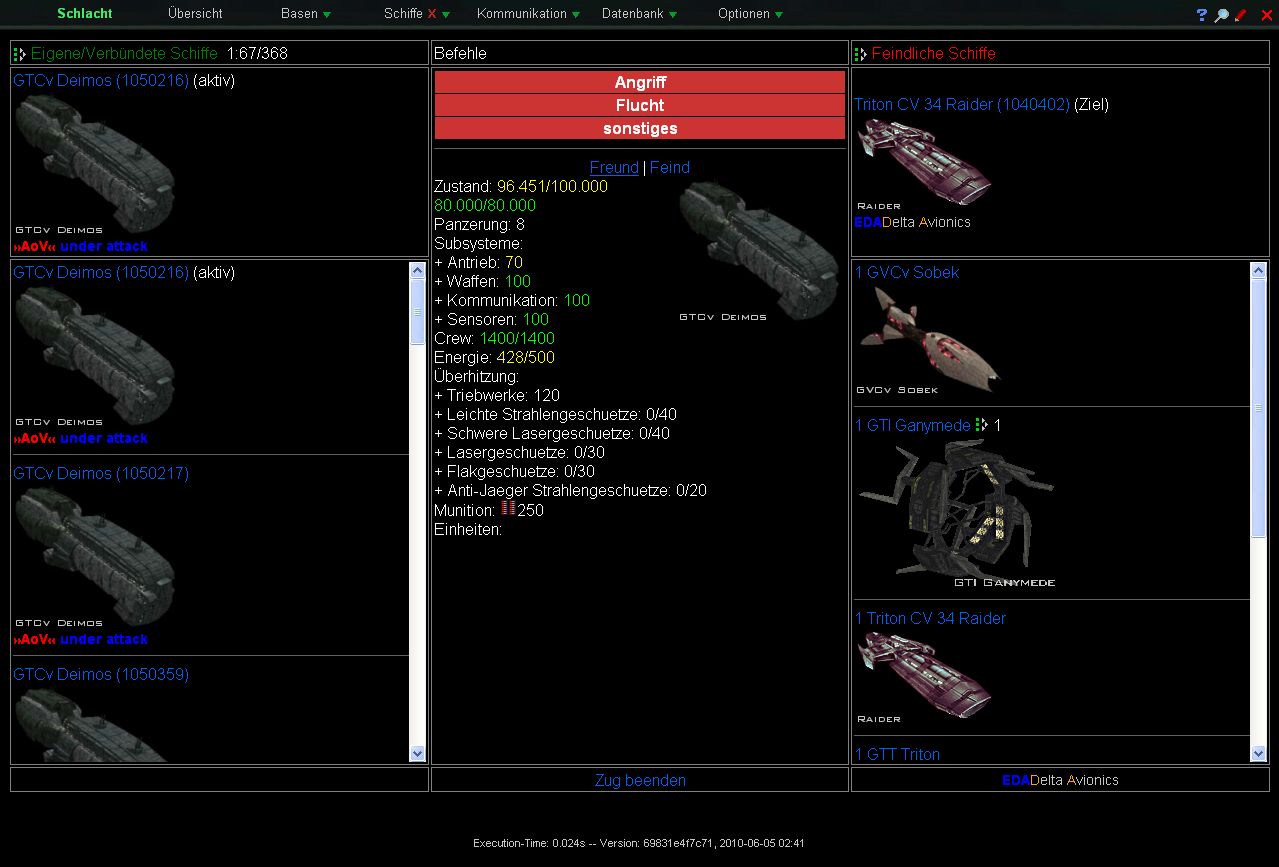 Schlacht Übersicht Basen Schiffe X Kommunikation Datenbank Optionen ?
Eigene/Verbündete Schiffe 1:67/368
GTCv Deimos (1050216) (aktiv)
GTCv Deimos
»AoV« under attack
GTCv Deimos (1050216) (aktiv)
GTCv Deimos
»AoV« under attack
GTCv Deimos (1050217)
GTCv Deimos
»AoV« under attack
GTCv Deimos (1050359)
Befehle
Angriff
Flucht
sonstiges
Freund | Feind
Zustand: 96.451/100.000
80.000/80.000
Panzerung: 8
Subsysteme:
+ Antrieb: 70
+ Waffen: 100
+ Kommunikation: 100
+ Sensoren: 100
Crew: 1400/1400
Energie: 428/500
Überhitzung:
+ Triebwerke: 120
+ Leichte Strahlengeschuetze: 0/40
+ Schwere Lasergeschuetze: 0/40
+ Lasergeschuetze: 0/30
+ Flakgeschuetze: 0/30
+ Anti-Jaeger Strahlengeschuetze: 0/20
Munition: 250
Einheiten:
GTCv Deimos
Zug beenden
Feindliche Schiffe
Triton CV 34 Raider (1040402) (Ziel)
Raider
EDADelta Avionics
1 GVCv Sobek
GVCv Sobek
1 GTI Ganymede 1
GTI Ganymede
1 Triton CV 34 Raider
Raider
1 GTT Triton
EDADelta Avionics
Execution-Time: 0.024s -- Version: 69831e4f7c71, 2010-06-05 02:41